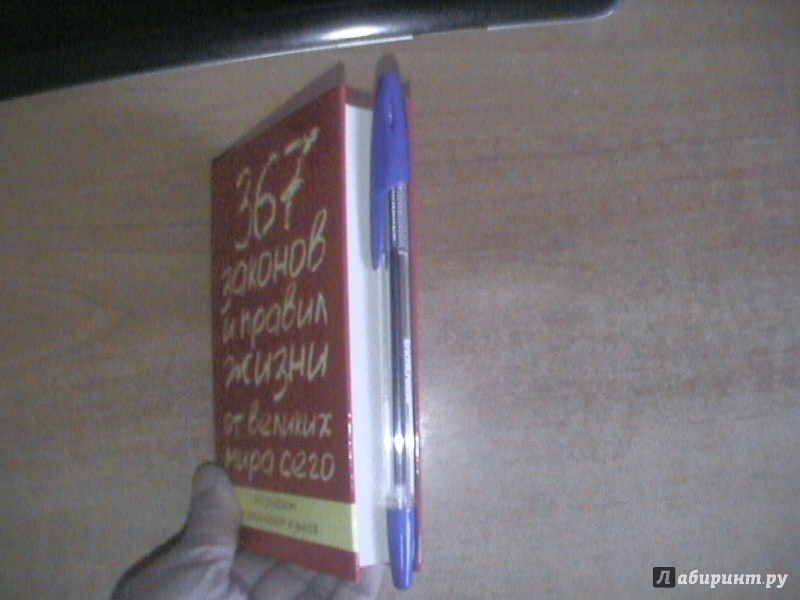 367
законов
и правил
жизни
от великих
мира сего
Лабиринт.ру